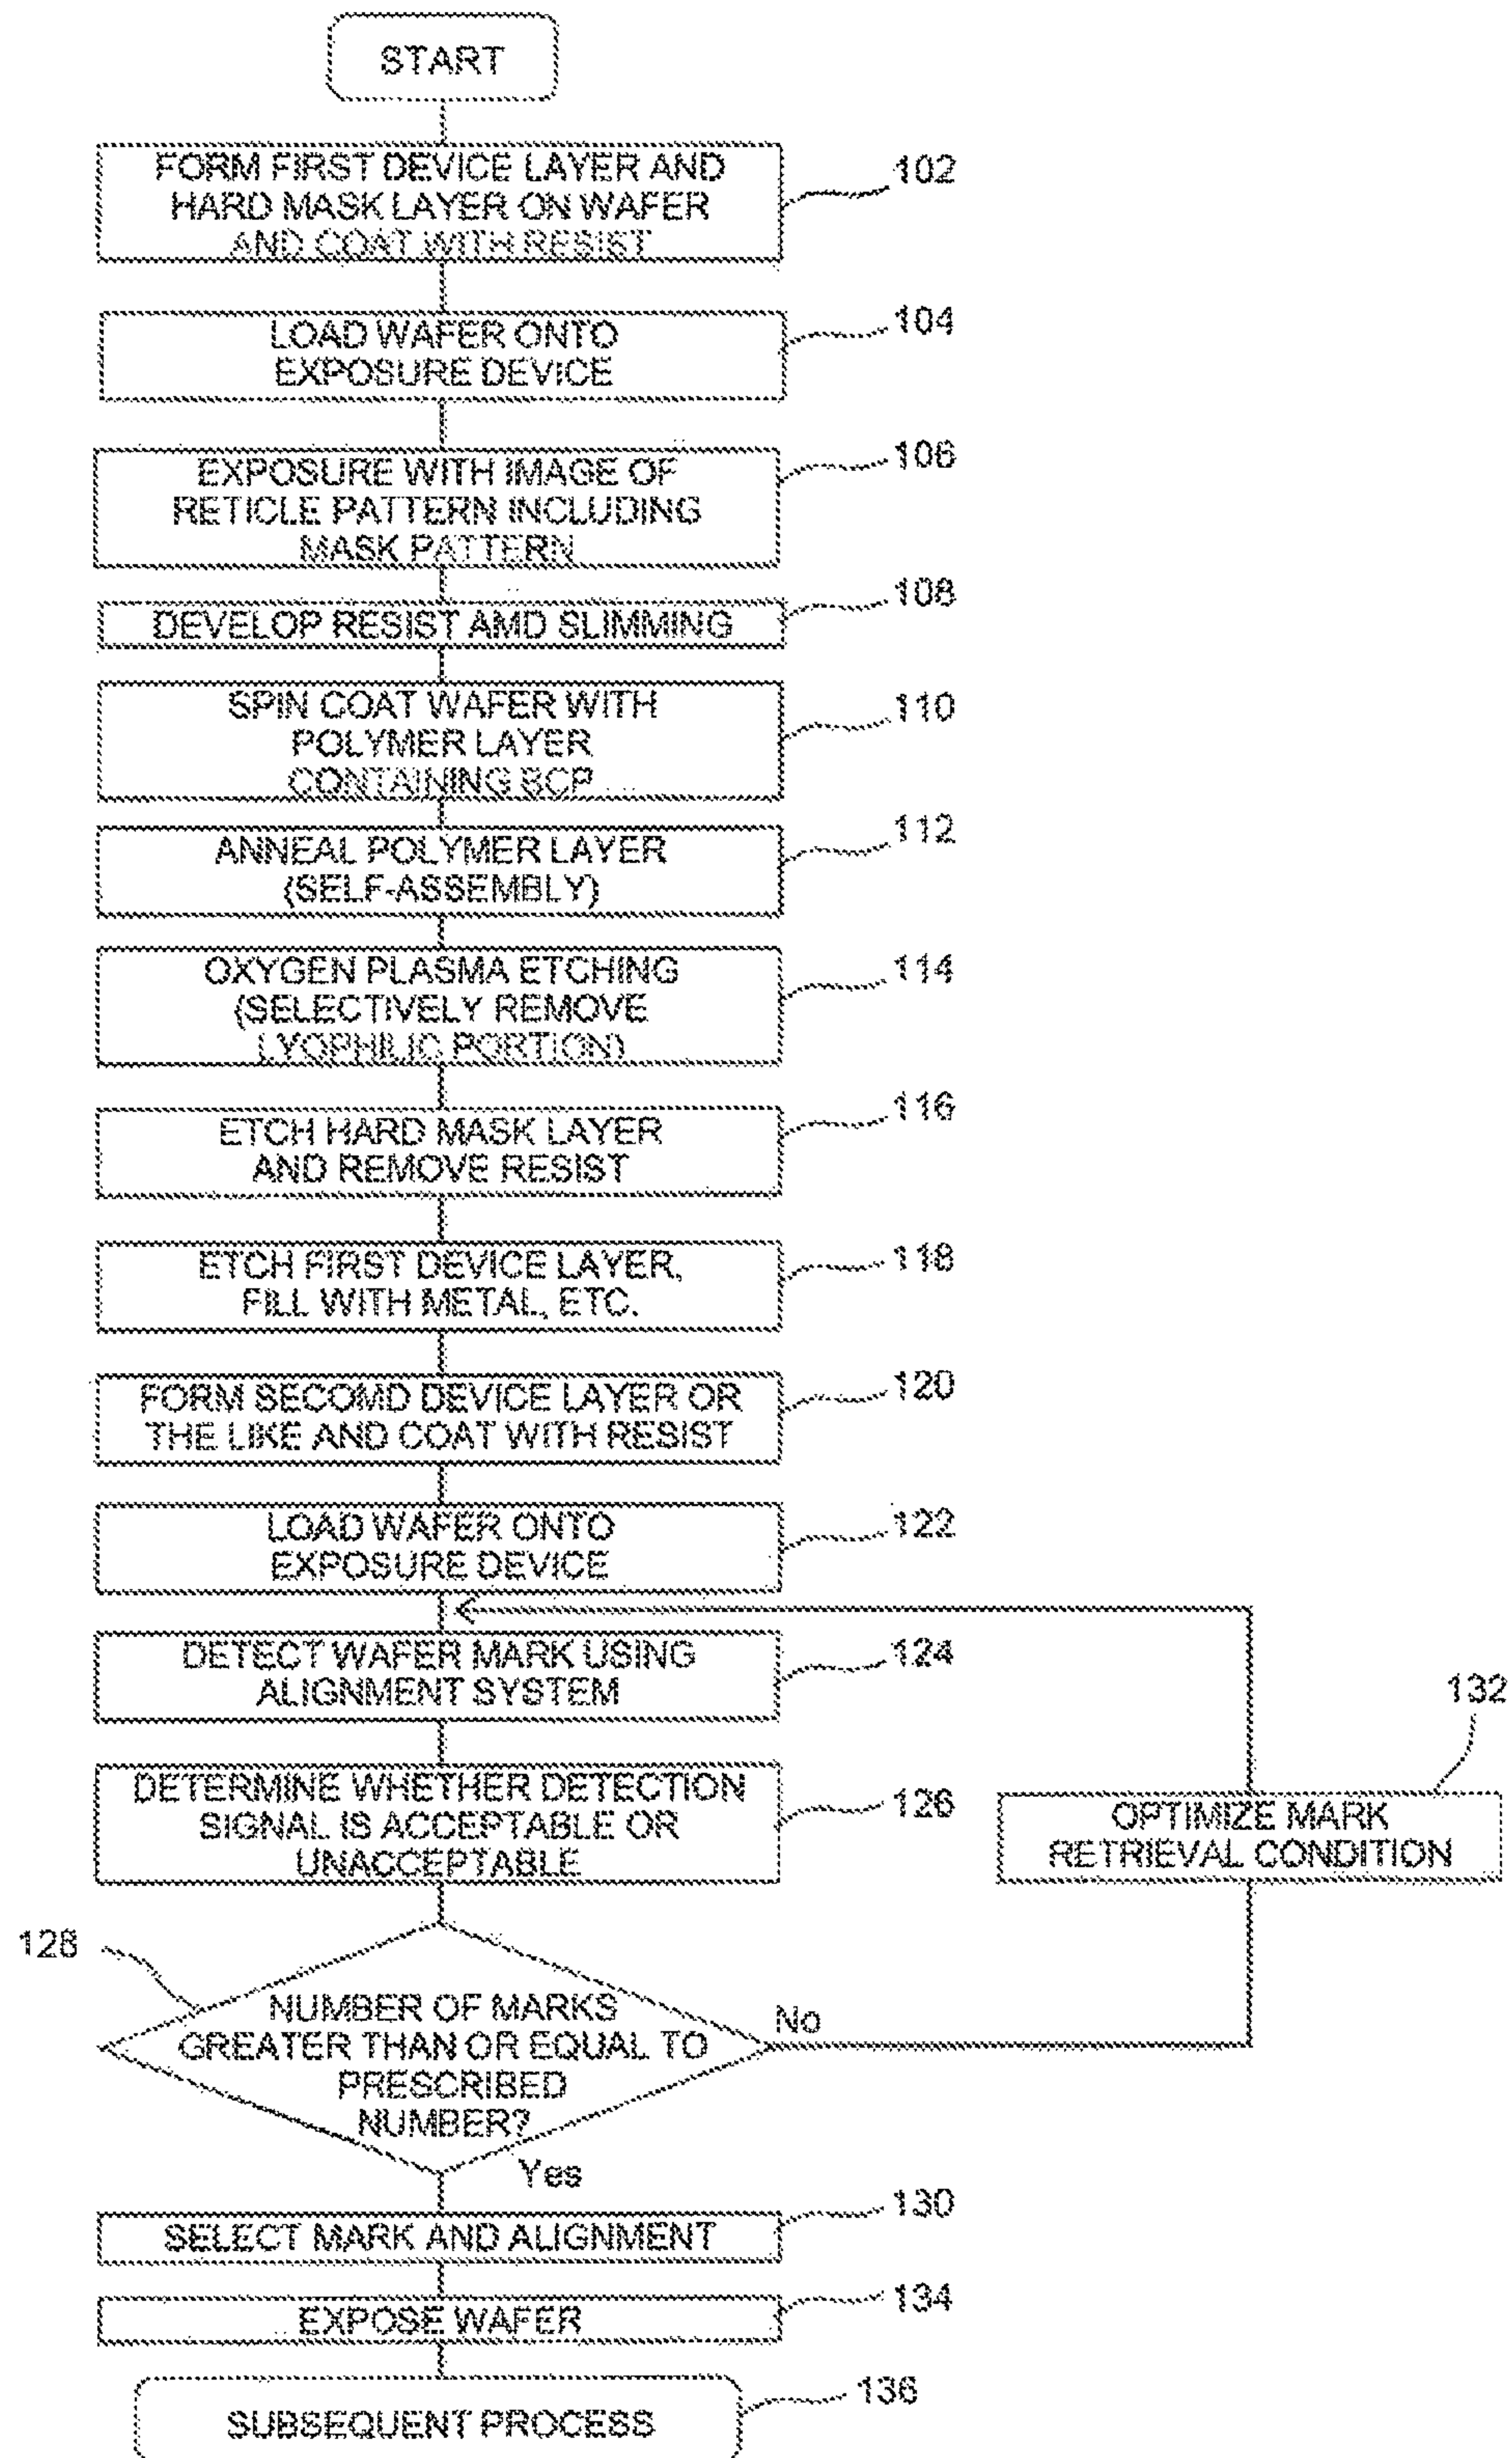 START
FORM FIRST DEVICE LAYER AND
HARD MASK LAYER ON WAFER
AND COAT WITH RESIST
102
LOAD WAFER ONTO
EXPOSURE DEVICE
104
EXPOSURE WITH IMAGE OF
RETICLE PATTERN INCLUDING
MASK PATTERN
106
DEVELOP RESIST AMD SLIMMING
108
SPIN COAT WAFER WITH
POLYMER LAYER
CONTAINING BCP
110
ANNEAL POLYMER LAYER
(SELF-ASSEMBLY)
112
OXYGEN PLASMA ETCHING
(SELECTIVELY REMOVE
LYOPHILIC PORTION)
114
ETCH HARD MASK LAYER
AND REMOVE RESIST
116
ETCH FIRST DEVICE LAYER,
FILL WITH METAL, ETC.
118
FORM SECOMD DEVICE LAYER OR
THE LIKE AND COAT WITH RESIST
120
LOAD WAFER ONTO
EXPOSURE DEVICE
122
DETECT WAFER MARK USING
ALIGNMENT SYSTEM
124
132
DETERMINE WHETHER DETECTION
SIGNAL IS ACCEPTABLE OR
UNACCEPTABLE
126
OPTIMIZE MARK
RETRIEVAL CONDITION
128
NUMBER OF MARKS
GREATER THAN OR EQUAL TO
PRESCRIBED
NUMBER?
No
Yes
SELECT MARK AND ALIGNMENT
130
EXPOSE WAFER
134
SUBSEQUENT PROCESS
136